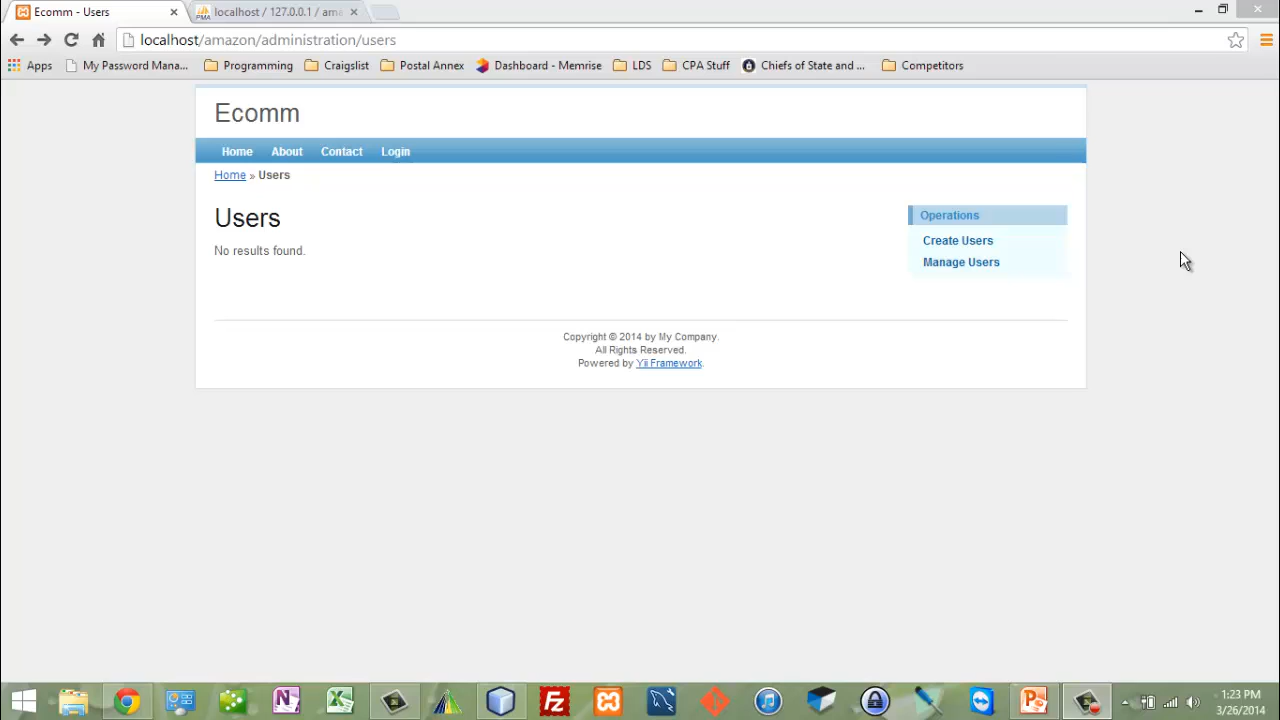 Ecomm - Users
localhost / 127.0.0.1 / ama
localhost/amazon/administration/users
Apps
My Password Mana...
Programming
Craigslist
Postal Annex
Dashboard - Memrise
LDS
CPA Stuff
Chiefs of State and ...
Competitors
Ecomm
Home About Contact Login
Home » Users
Users
No results found.
Operations
Create Users
Manage Users
Copyright © 2014 by My Company.
All Rights Reserved.
Powered by Yii Framework.
1:23 PM
3/26/2014